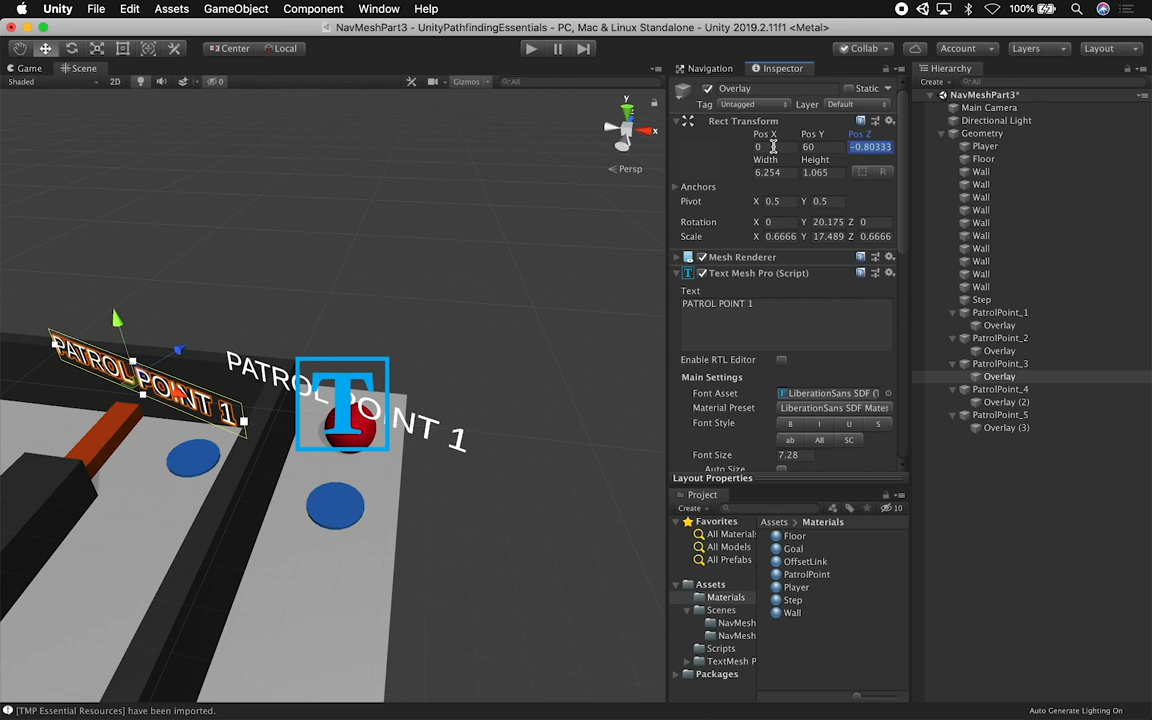 Unity File Edit Assets GameObject Component Window Help 100%
NavMeshPart3 - UnityPathfindingEssentials - PC, Mac & Linux Standalone - Unity 2019.2.11f1 <Metal>
Center Local Collab Account Layers Layout
Game Scene
Shaded 2D 0 Gizmos All
y
x
Persp
PATROL POINT 1
PATROL POINT 1
T
Navigation Inspector
Overlay Static
Tag Untagged Layer Default
Rect Transform
Pos X Pos Y Pos Z
0 60 -0.80333
Width Height
6.254 1.065 R
Anchors
Pivot X 0.5 Y 0.5
Rotation X 0 Y 20.175 Z 0
Scale X 0.6666 Y 17.489 Z 0.6666
Mesh Renderer
T Text Mesh Pro (Script)
Text
PATROL POINT 1
Enable RTL Editor
Main Settings
Font Asset F LiberationSans SDF (T
Material Preset LiberationSans SDF Mater
Font Style B I U S
ab AB SC
Font Size 7.28
Auto Size
Layout Properties
Project
Create 10
Favorites
All Material
All Models
All Prefabs
Assets
Materials
Scenes
NavMesh
NavMesh
Scripts
TextMesh P
Packages
Assets > Materials
Floor
Goal
OffsetLink
PatrolPoint
Player
Step
Wall
Hierarchy
Create All
NavMeshPart3*
Main Camera
Directional Light
Geometry
Player
Floor
Wall
Wall
Wall
Wall
Wall
Wall
Wall
Wall
Wall
Wall
Step
PatrolPoint_1
Overlay
PatrolPoint_2
Overlay
PatrolPoint_3
Overlay
PatrolPoint_4
Overlay (2)
PatrolPoint_5
Overlay (3)
[TMP Essential Resources] have been imported.
Auto Generate Lighting On